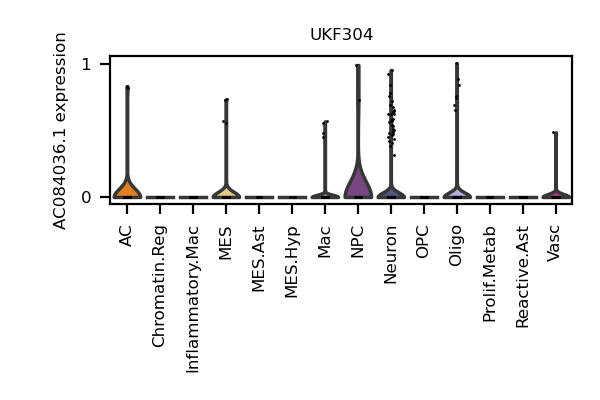 UKF304
AC084036.1 expression
1
0
AC
Chromatin.Reg
Inflammatory.Mac
MES
MES.Ast
MES.Hyp
Mac
NPC
Neuron
OPC
Oligo
Prolif.Metab
Reactive.Ast
Vasc